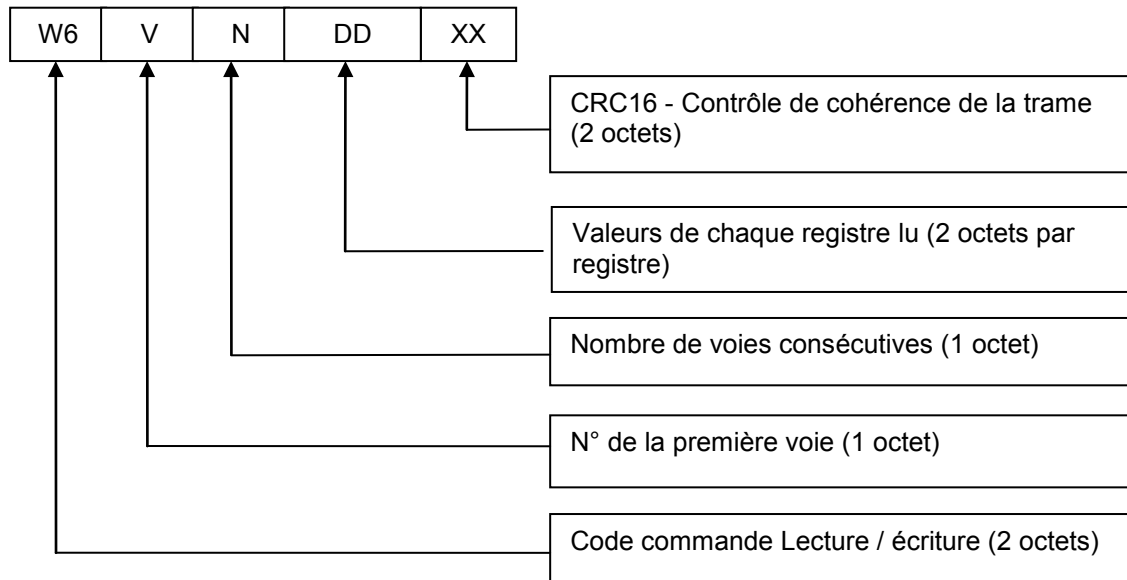 W6 V N DD XX
CRC16 - Contrôle de cohérence de la trame
(2 octets)
Valeurs de chaque registre lu (2 octets par
registre)
Nombre de voies consécutives (1 octet)
N° de la première voie (1 octet)
Code commande Lecture / écriture (2 octets)